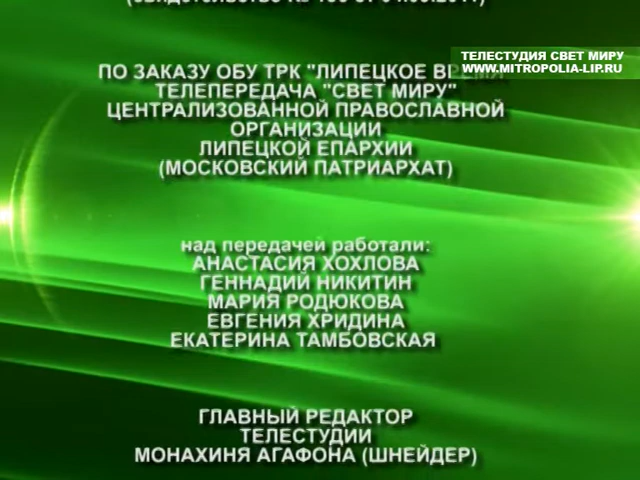 ТЕЛЕСТУДИЯ СВЕТ МИРУ
WWW.MITROPOLIA-LIP.RU
ПО ЗАКАЗУ ОБУ ТРК "ЛИПЕЦКОЕ ВРЕМЯ"
ТЕЛЕПЕРЕДАЧА "СВЕТ МИРУ"
ЦЕНТРАЛИЗОВАННОЙ ПРАВОСЛАВНОЙ
ОРГАНИЗАЦИИ
ЛИПЕЦКОЙ ЕПАРХИИ
(МОСКОВСКИЙ ПАТРИАРХАТ)
над передачей работали:
АНАСТАСИЯ ХОХЛОВА
ГЕННАДИЙ НИКИТИН
МАРИЯ РОДЮКОВА
ЕВГЕНИЯ ХРИДИНА
ЕКАТЕРИНА ТАМБОВСКАЯ
ГЛАВНЫЙ РЕДАКТОР
ТЕЛЕСТУДИИ
МОНАХИНЯ АГАФОНА (ШНЕЙДЕР)